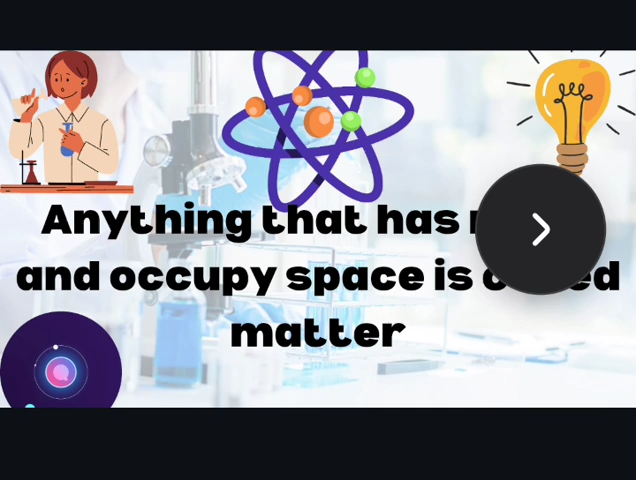 Anything that has
and occupy space is
matter